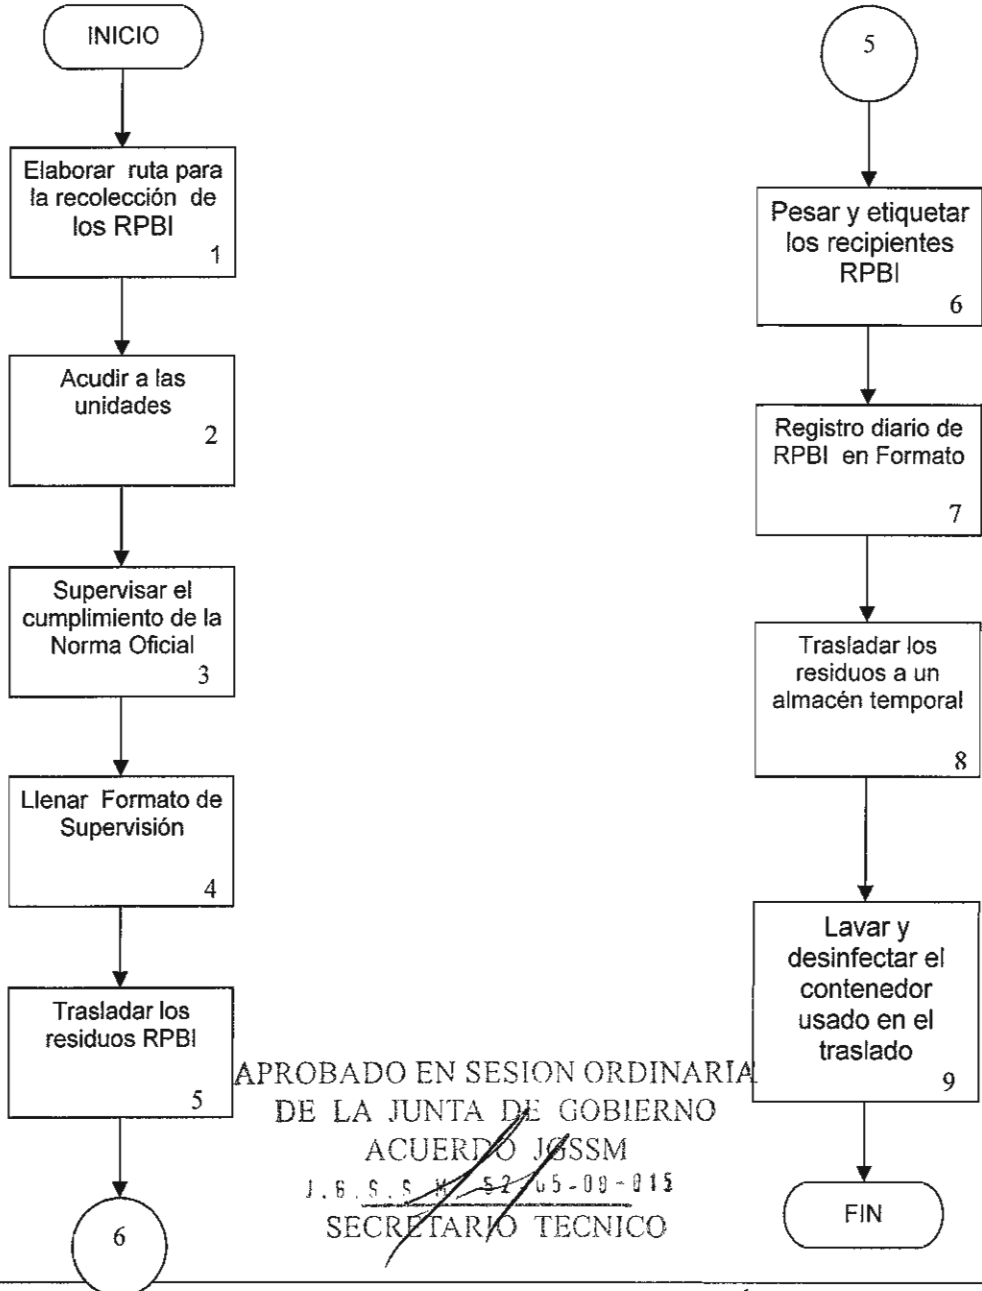 INICIO
Elaborar ruta para
la recolección de
los RPBI
1
Acudir a las
unidades
2
Supervisar el
cumplimiento de la
Norma Oficial
3
Llenar Formato de
Supervisión
4
Trasladar los
residuos RPBI
5
6
5
Pesar y etiquetar
los recipientes
RPBI
6
Registro diario de
RPBI en Formato
7
Trasladar los
residuos a un
almacén temporal
8
Lavar y
desinfectar el
contenedor
usado en el
traslado
9
FIN
APROBADO EN SESION ORDINARIA
DE LA JUNTA DE GOBIERNO
ACUERDO JGSSM
SECRETARIO TECNICO